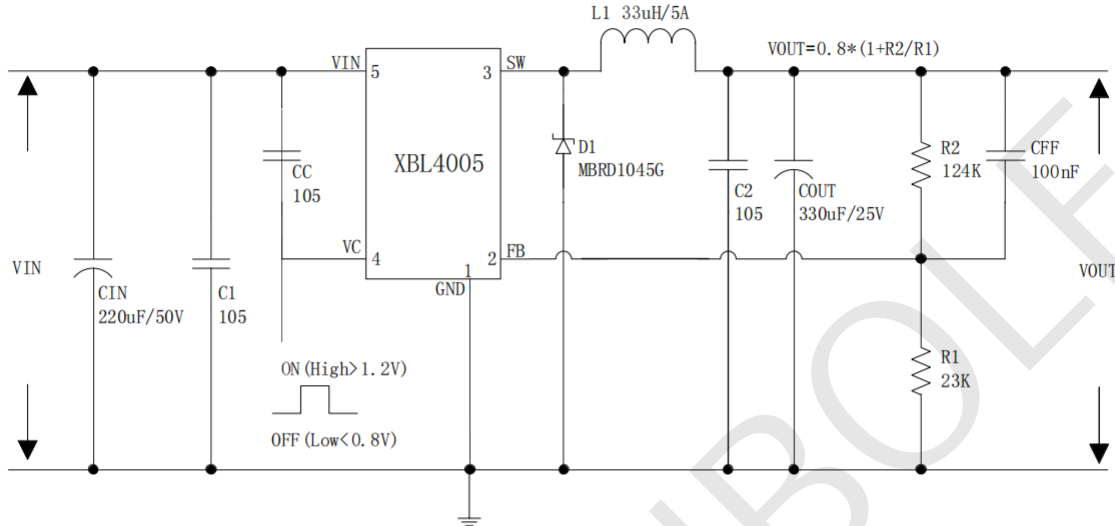 L1 33uH/5A
VOUT=0.8*(1+R2/R1)
VIN
5
3
SW
XBL4005
CC
105
D1
MBRD1045G
C2
105
COUT
330uF/25V
R2
124K
CFF
100nF
VC
4
2
FB
1
GND
VIN
VOUT
CIN
220uF/50V
C1
105
R1
23K
ON(High>1.2V)
OFF(Low<0.8V)